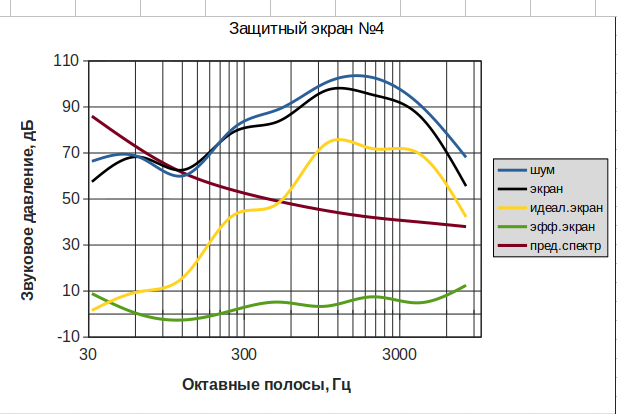 Защитный экран №4
110
90
70
50
30
10
-10
30
300
3000
Звуковое давление, дБ
Октавные полосы, Гц
шум
экран
идеал.экран
эфф.экран
пред.спектр